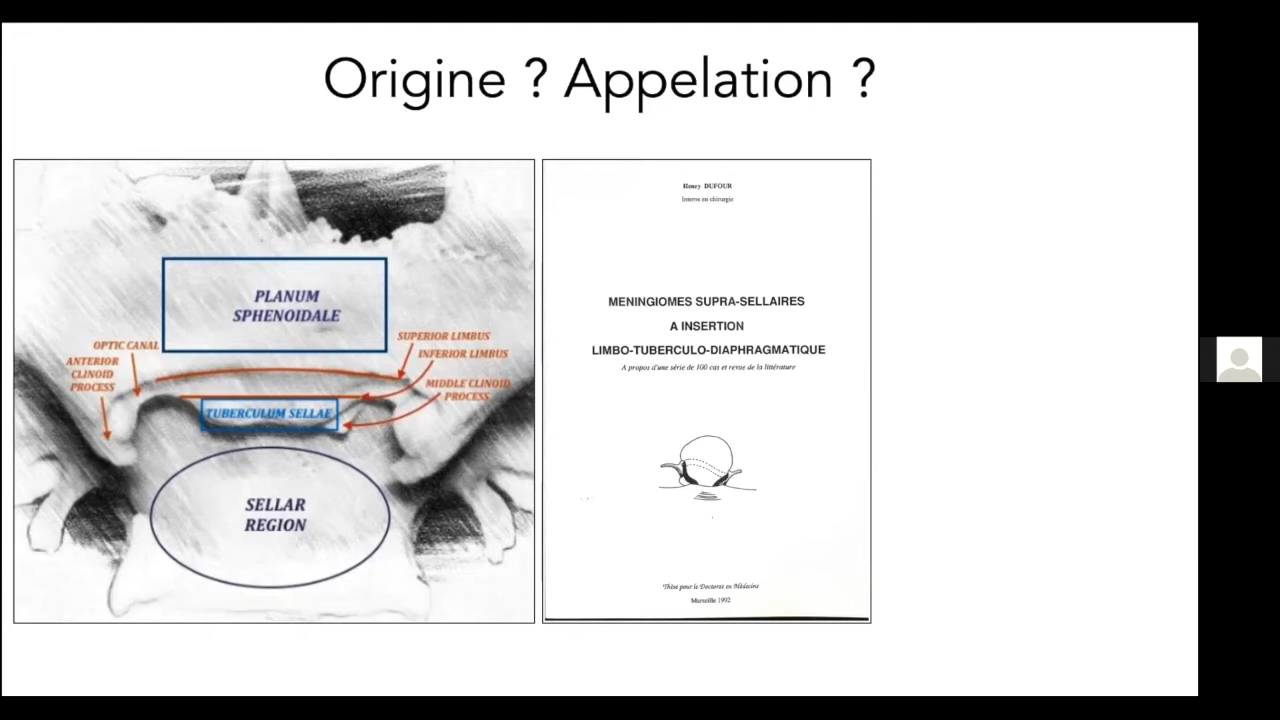 Origine ? Appelation ?
PLANUM
SPHENOIDALE
OPTIC CANAL
ANTERIOR
CLINOID
PROCESS
SUPERIOR LIMBUS
INFERIOR LIMBUS
MIDDLE CLINOID
PROCESS
TUBERCULUM SELLAE
SELLAR
REGION
Henry DUFOUR
Interne en chirurgie
MENINGIOMES SUPRA-SELLAIRES
A INSERTION
LIMBO-TUBERCULO-DIAPHRAGMATIQUE
A propos d'une série de 100 cas et revue de la littérature
Thèse pour le Doctorat en Médecine
Marseille 1992